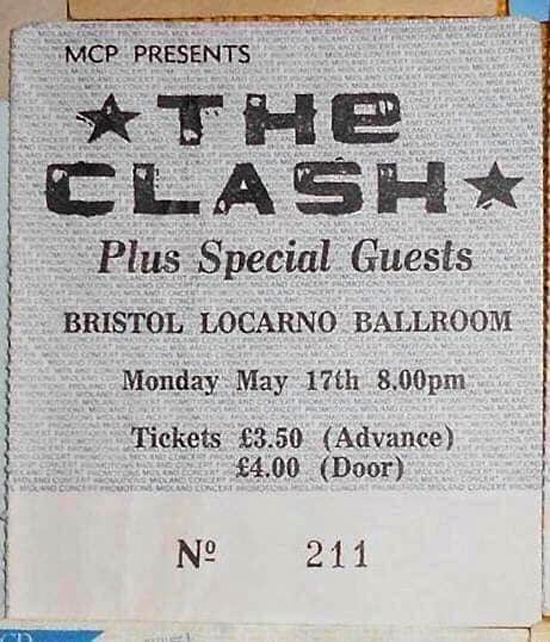 MCP PRESENTS
★THE
CLASH★
Plus Special Guests
BRISTOL LOCARNO BALLROOM
Monday May 17th 8.00pm
Tickets £3.50 (Advance)
£4.00 (Door)
Nº 211